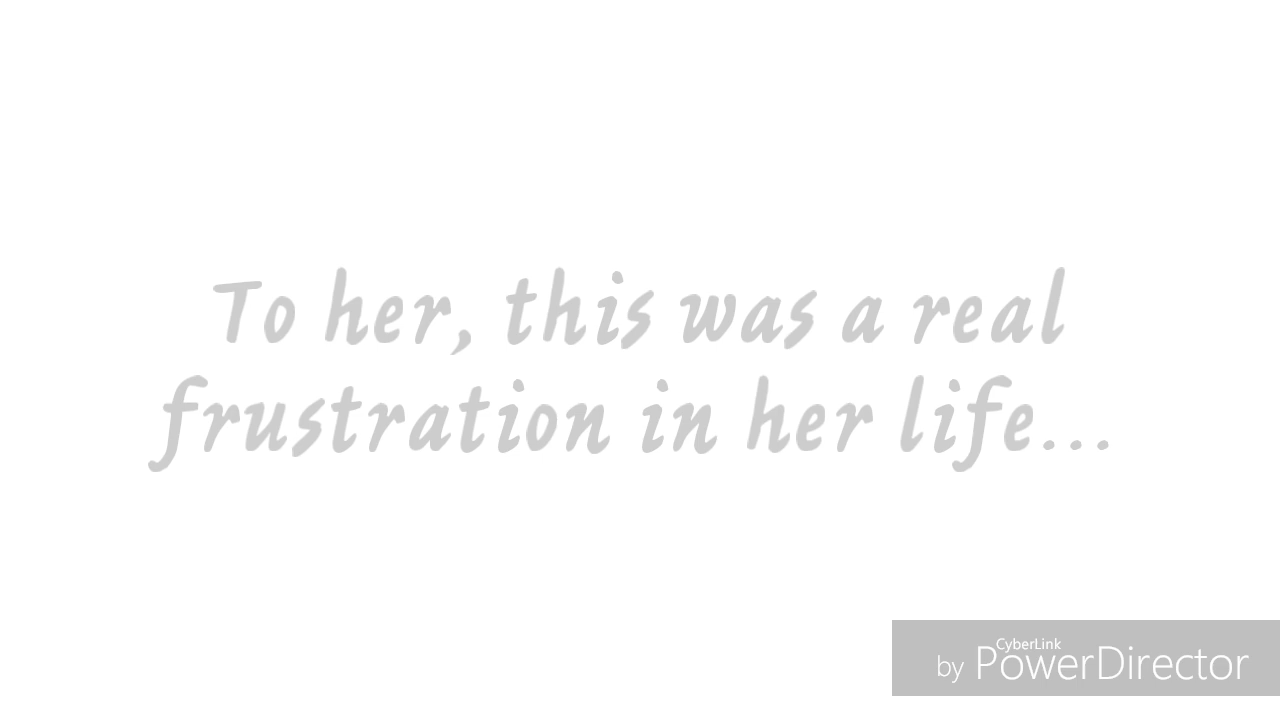 To her, this was a real
frustration in her life...
by CyberLink PowerDirector